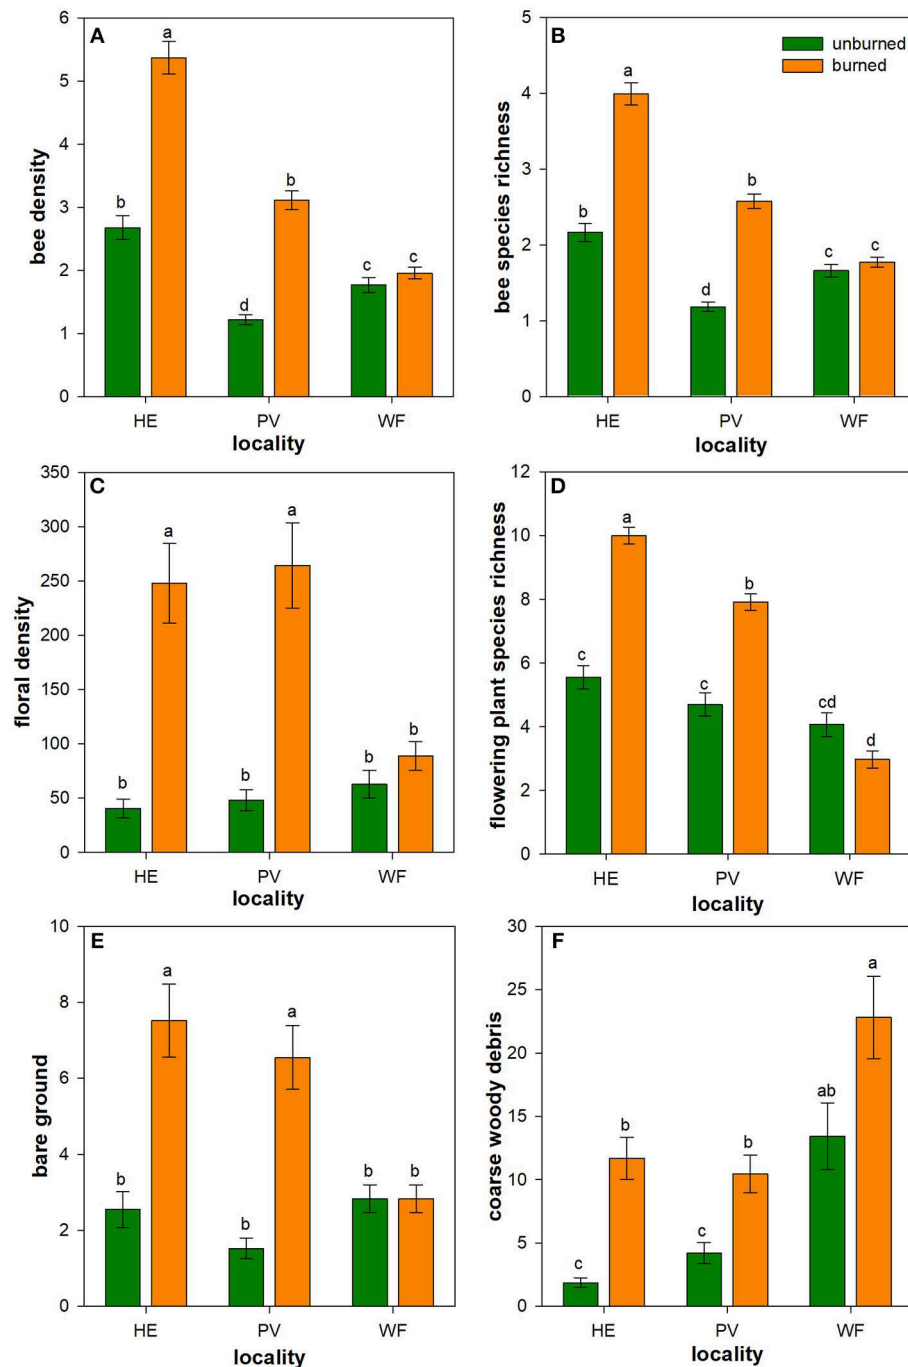 A
bee density
6
5
4
3
2
1
0
b
a
d
b
c
c
HE PV WF
locality
B
unburned
burned
bee species richness
5
4
3
2
1
0
b
a
d
b
c
c
HE PV WF
locality
C
floral density
350
300
250
200
150
100
50
0
b
a
b
a
b
b
HE PV WF
locality
D
flowering plant species richness
12
10
8
6
4
2
0
c
a
c
b
cd
d
HE PV WF
locality
E
bare ground
10
8
6
4
2
0
b
a
b
a
b
b
HE PV WF
locality
F
coarse woody debris
30
25
20
15
10
5
0
c
b
c
b
ab
a
HE PV WF
locality